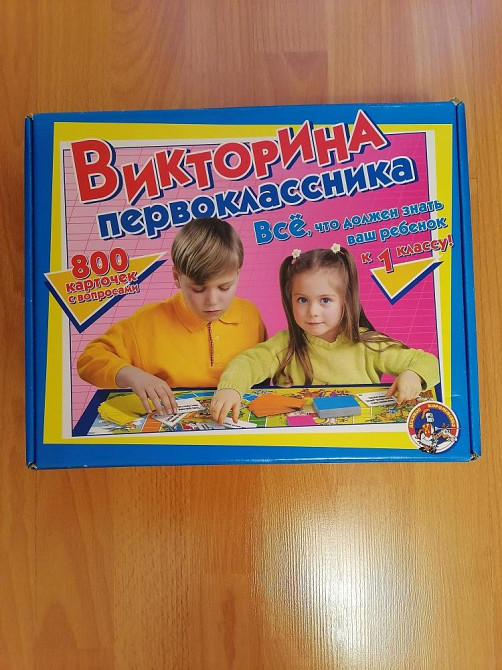 ВИКТОРИНА
первоклассника
Всё, что должен знать
ваш ребенок
к 1 классу!
800
карточек
с вопросами